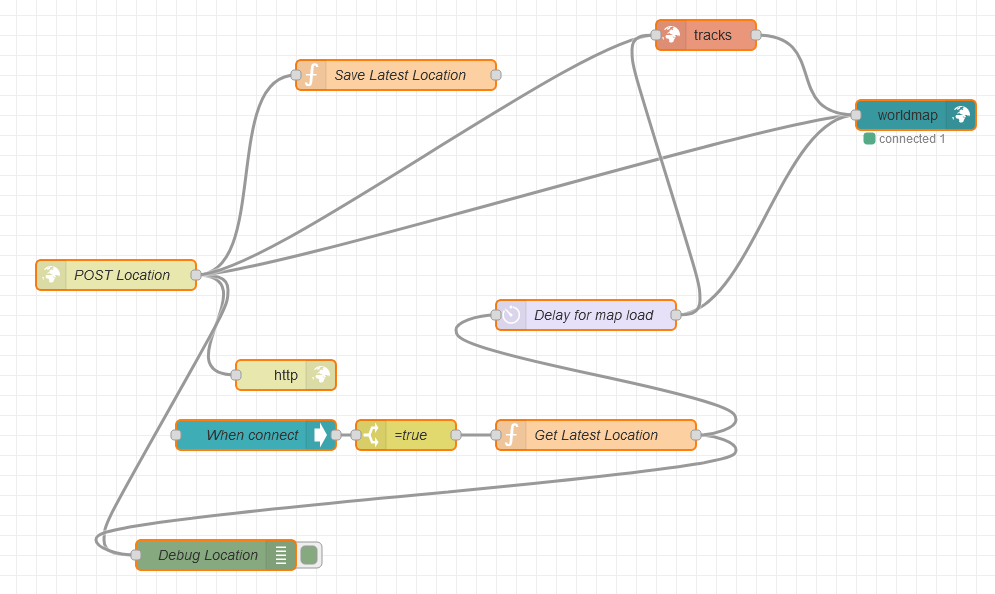 tracks
Save Latest Location
worldmap
connected 1
POST Location
Delay for map load
http
When connect
=true
Get Latest Location
Debug Location